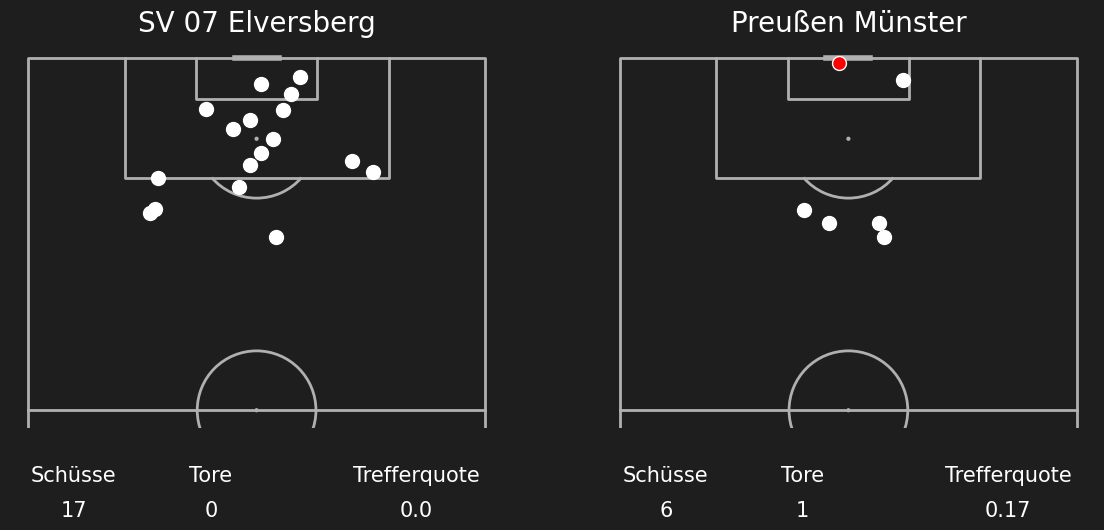 SV 07 Elversberg
Schüsse Tore Trefferquote
17 0 0.0
Preußen Münster
Schüsse Tore Trefferquote
6 1 0.17